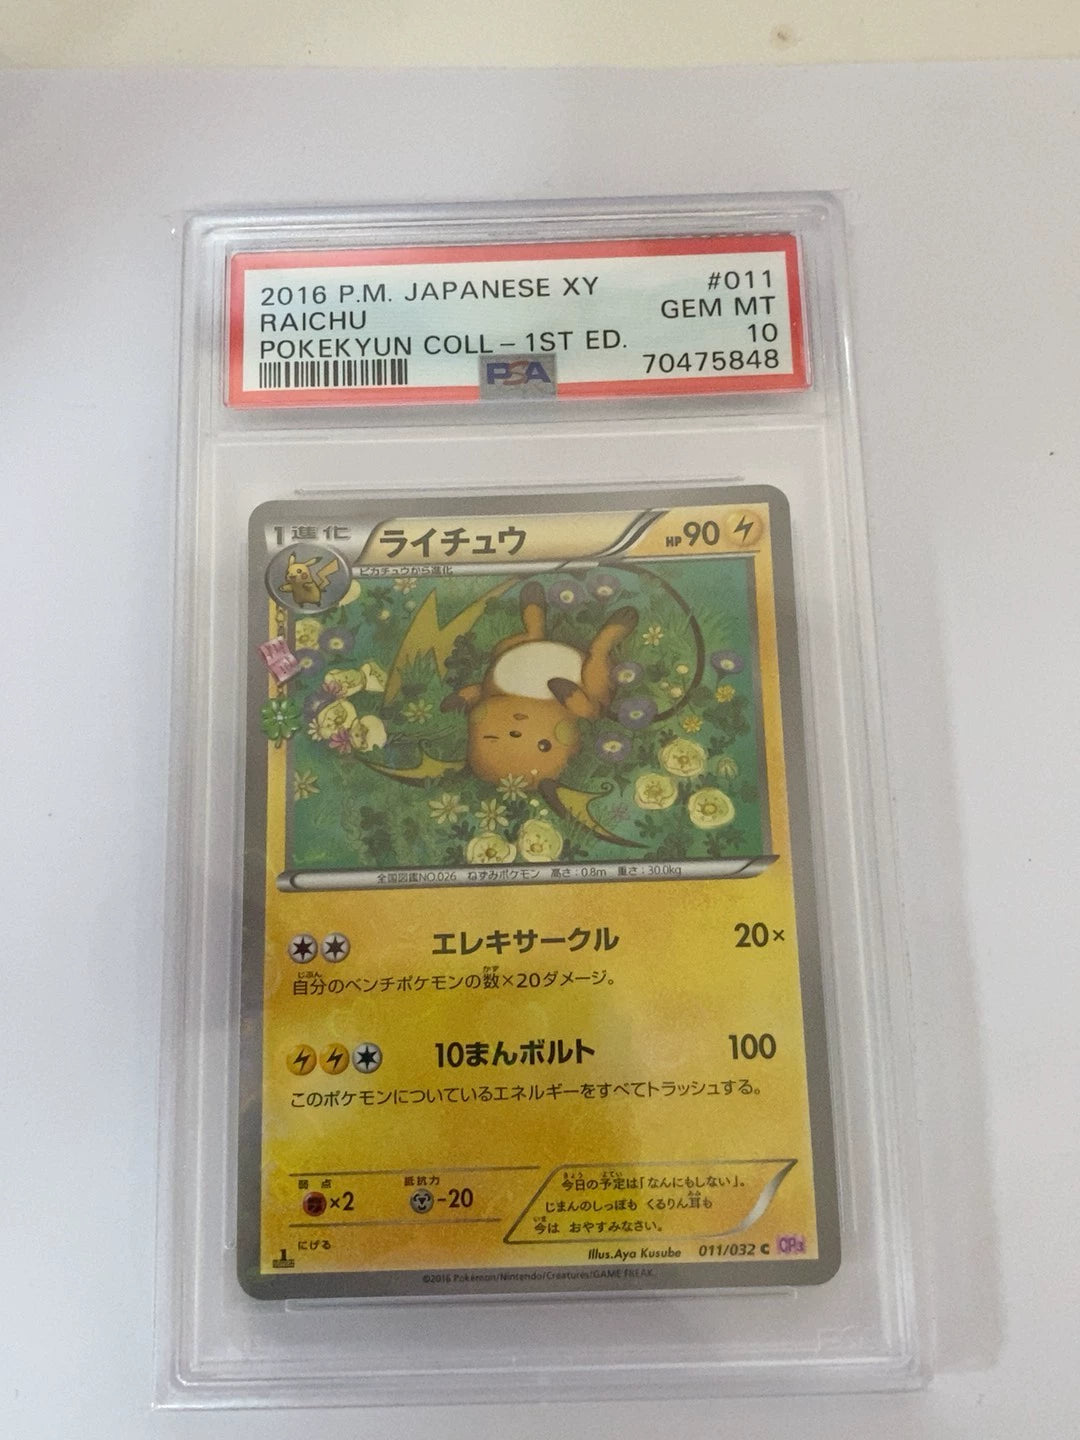 2016 P.M. JAPANESE XY #011
RAICHU GEM MT
POKEKYUN COLL – 1ST ED. 10
PSA 70475848
1進化 ライチュウ HP90
ピカチュウから進化
全国図鑑NO.026 ねずみポケモン 高さ：0.8m 重さ：30.0kg
エレキサークル 20×
自分のベンチポケモンの数×20ダメージ。
10まんボルト 100
このポケモンについているエネルギーをすべてトラッシュする。
弱点 抵抗力
×2 -20
今日の予定は「なんにもしない」。
じまんのしっぽも くるりん耳も
今は おやすみなさい。
にげる
Illus.Aya Kusube 011/032 C CP3
©2016 Pokémon/Nintendo/Creatures/GAME FREAK.